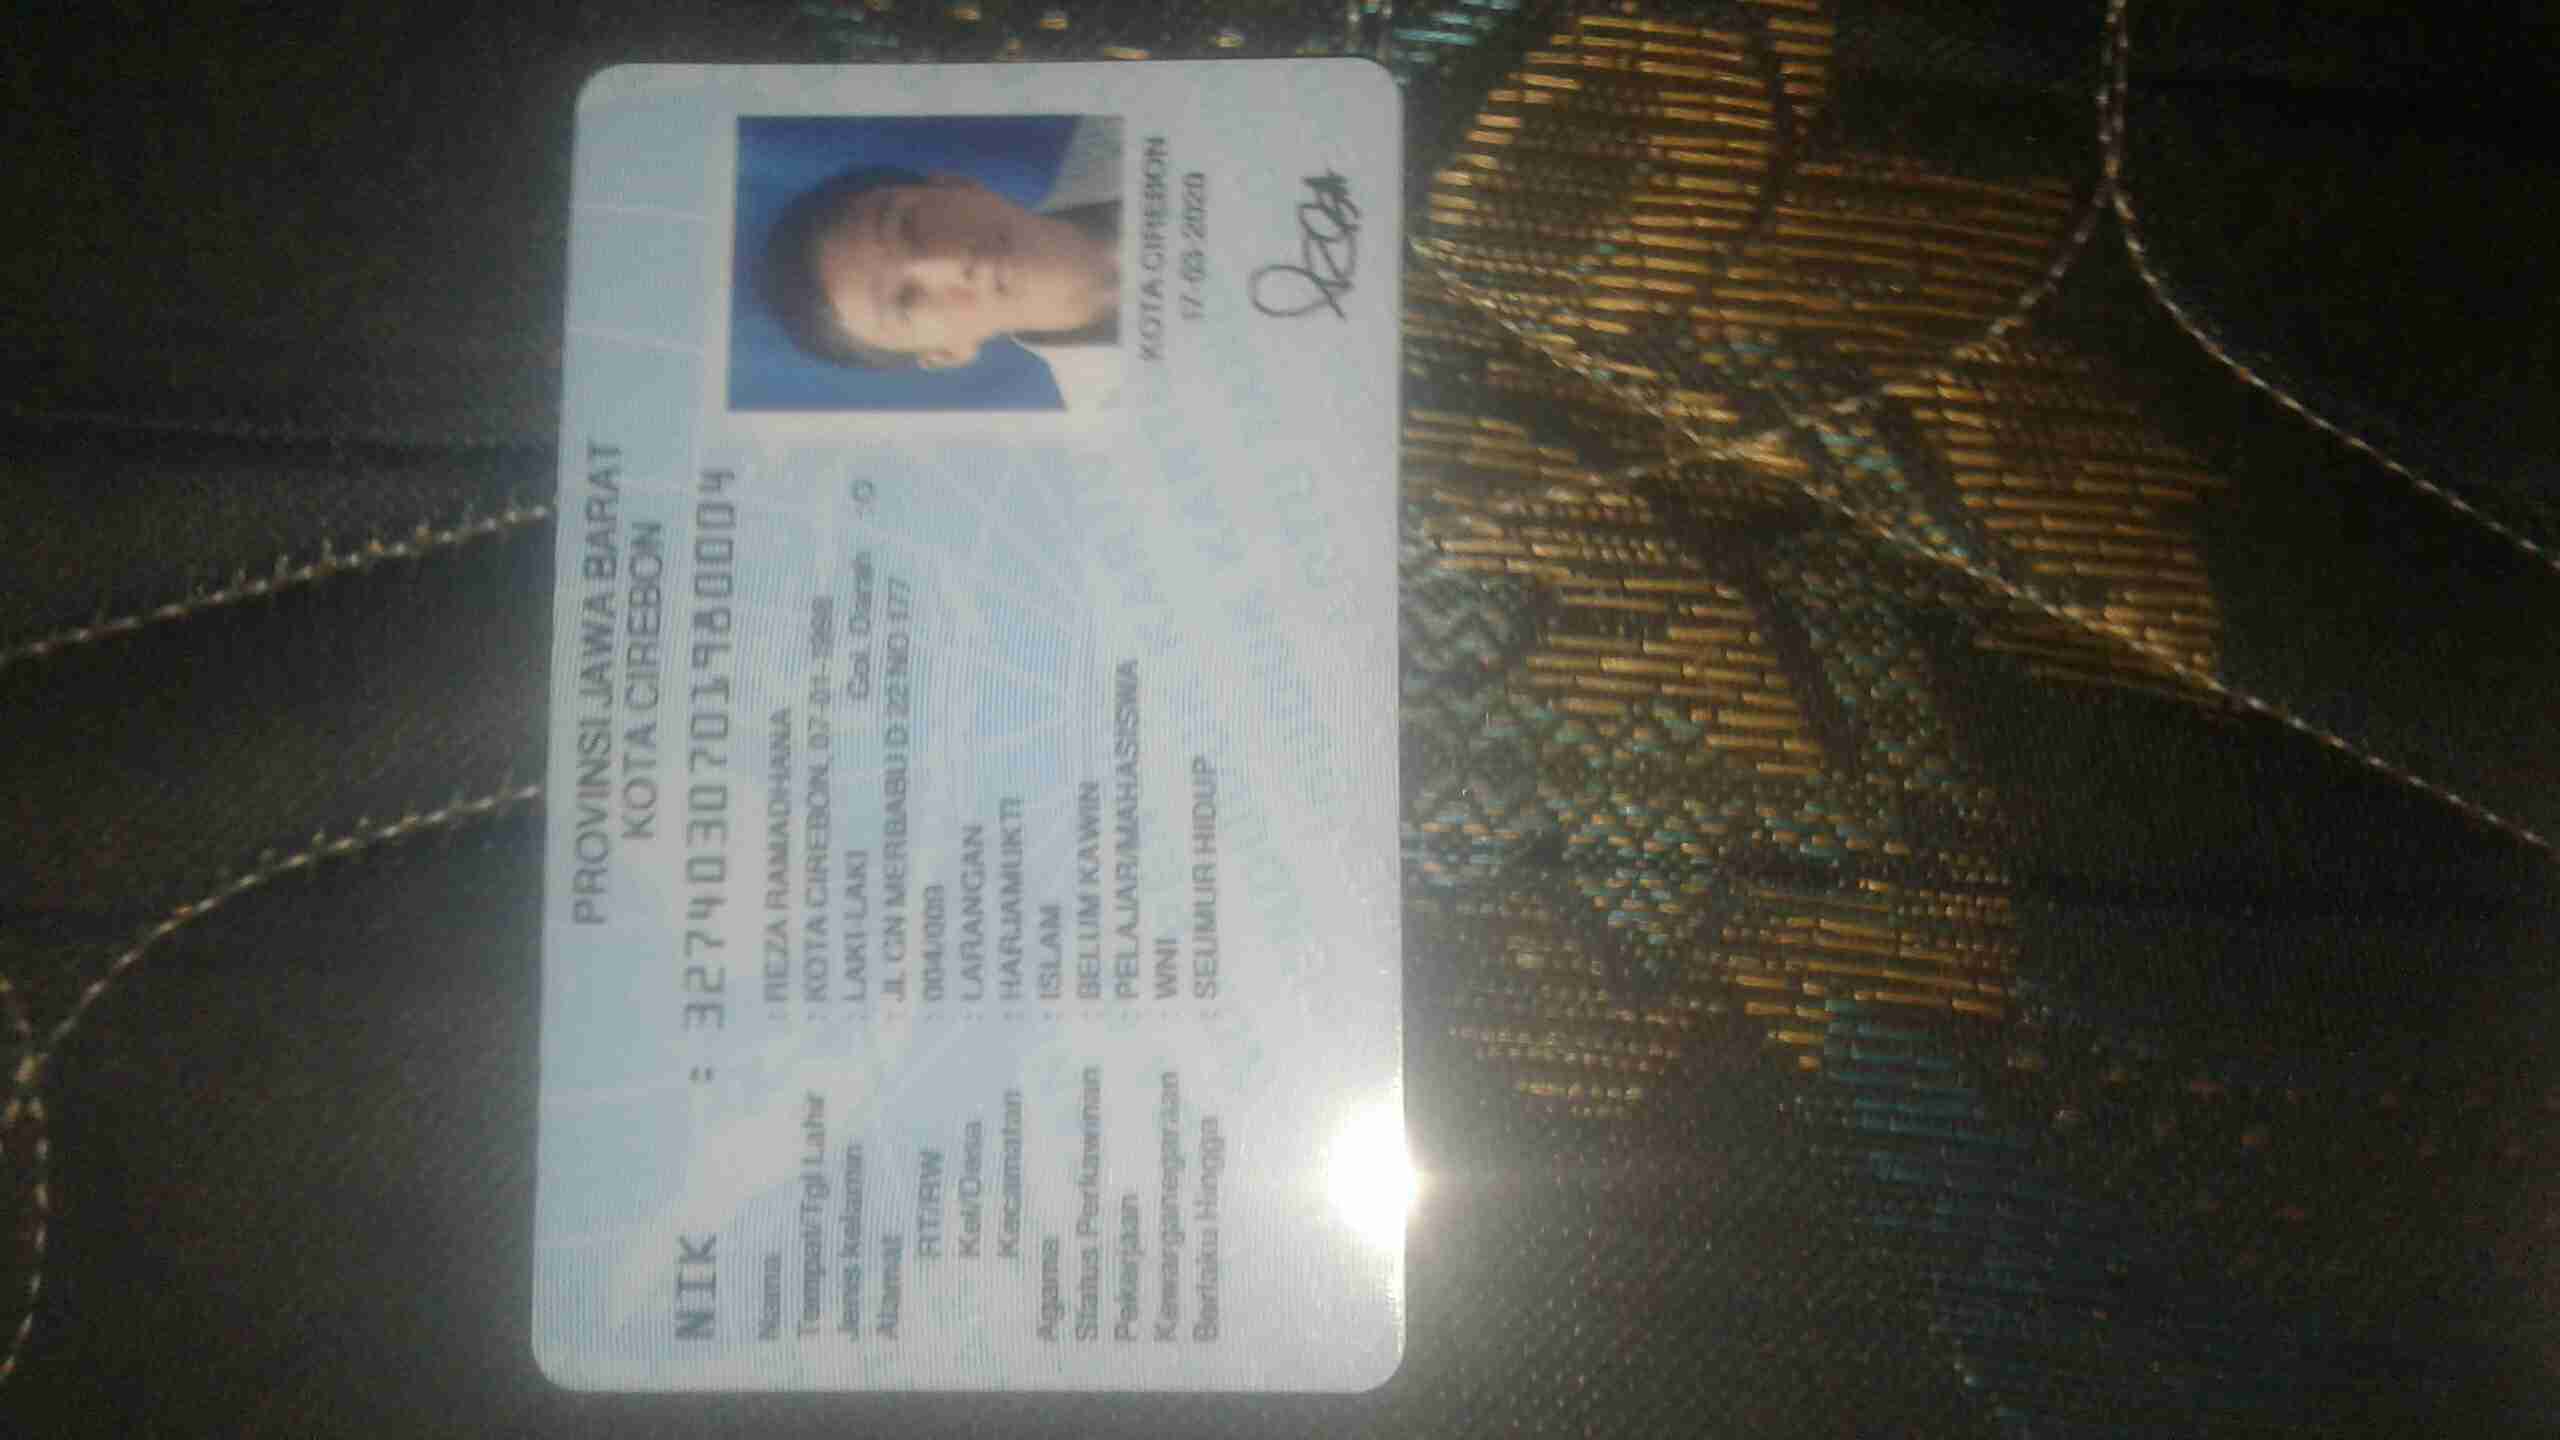 PROVINSI JAWA BARAT
KOTA CIREBON
NIK : 3274030701980004
Nama : REZA RAMADHANA
Tempat/Tgl Lahir : KOTA CIREBON, 07-01-1998
Jenis kelamin : LAKI-LAKI Gol. Darah : O
Alamat : JL GN MERBABU D 22 NO 177
RT/RW : 004/009
Kel/Desa : LARANGAN
Kecamatan : HARJAMUKTI
Agama : ISLAM
Status Perkawinan : BELUM KAWIN
Pekerjaan : PELAJAR/MAHASISWA
Kewarganegaraan : WNI
Berlaku Hingga : SEUMUR HIDUP
KOTA CIREBON
17-03-2020